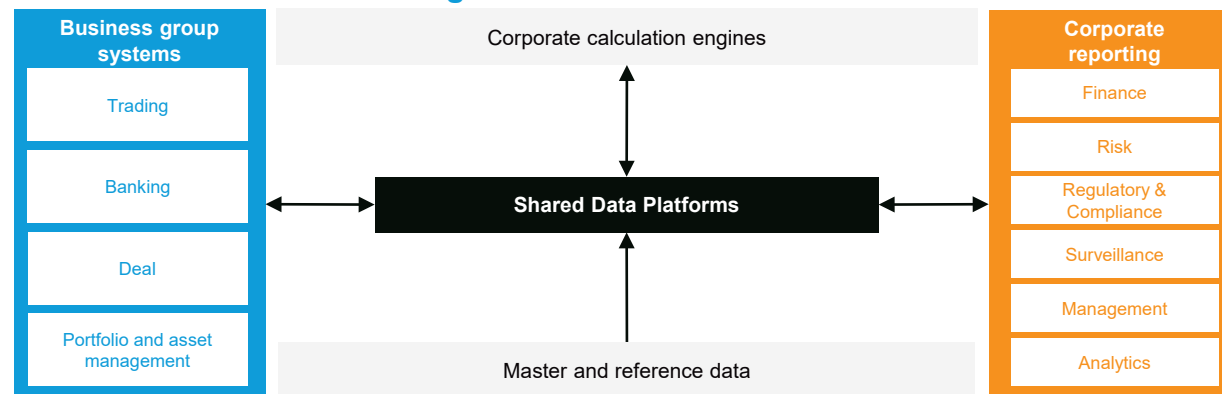 Business group
systems
Trading
Banking
Deal
Portfolio and asset
management
Corporate calculation engines
Shared Data Platforms
Master and reference data
Corporate
reporting
Finance
Risk
Regulatory &
Compliance
Surveillance
Management
Analytics